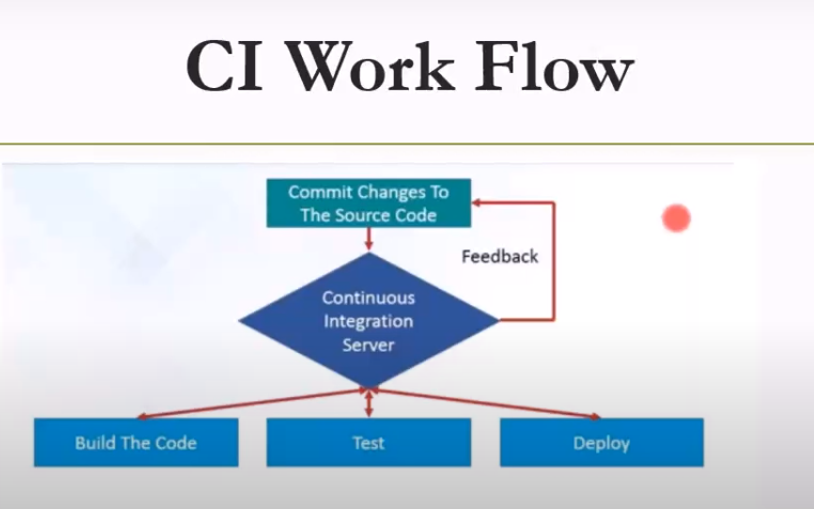 CI Work Flow
Commit Changes To
The Source Code
Feedback
Continuous
Integration
Server
Build The Code
Test
Deploy